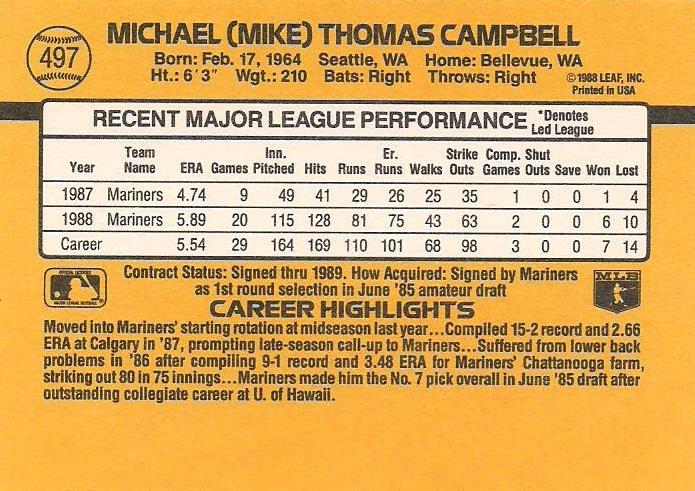 497
MICHAEL (MIKE) THOMAS CAMPBELL
Born: Feb. 17, 1964 Seattle, WA Home: Bellevue, WA
Ht.: 6'3" Wgt.: 210 Bats: Right Throws: Right
©1988 LEAF, INC.
Printed in USA
RECENT MAJOR LEAGUE PERFORMANCE *Denotes Led League
Year Team Name ERA Games Inn. Pitched Hits Runs Er. Runs Walks Strike Outs Comp. Games Shut Outs Save Won Lost
1987 Mariners 4.74 9 49 41 29 26 25 35 1 0 0 1 4
1988 Mariners 5.89 20 115 128 81 75 43 63 2 0 0 6 10
Career 5.54 29 164 169 110 101 68 98 3 0 0 7 14
Contract Status: Signed thru 1989. How Acquired: Signed by Mariners
as 1st round selection in June '85 amateur draft
MLB
CAREER HIGHLIGHTS
Moved into Mariners' starting rotation at midseason last year...Compiled 15-2 record and 2.66
ERA at Calgary in '87, prompting late-season call-up to Mariners...Suffered from lower back
problems in '86 after compiling 9-1 record and 3.48 ERA for Mariners' Chattanooga farm,
striking out 80 in 75 innings...Mariners made him the No. 7 pick overall in June '85 draft after
outstanding collegiate career at U. of Hawaii.